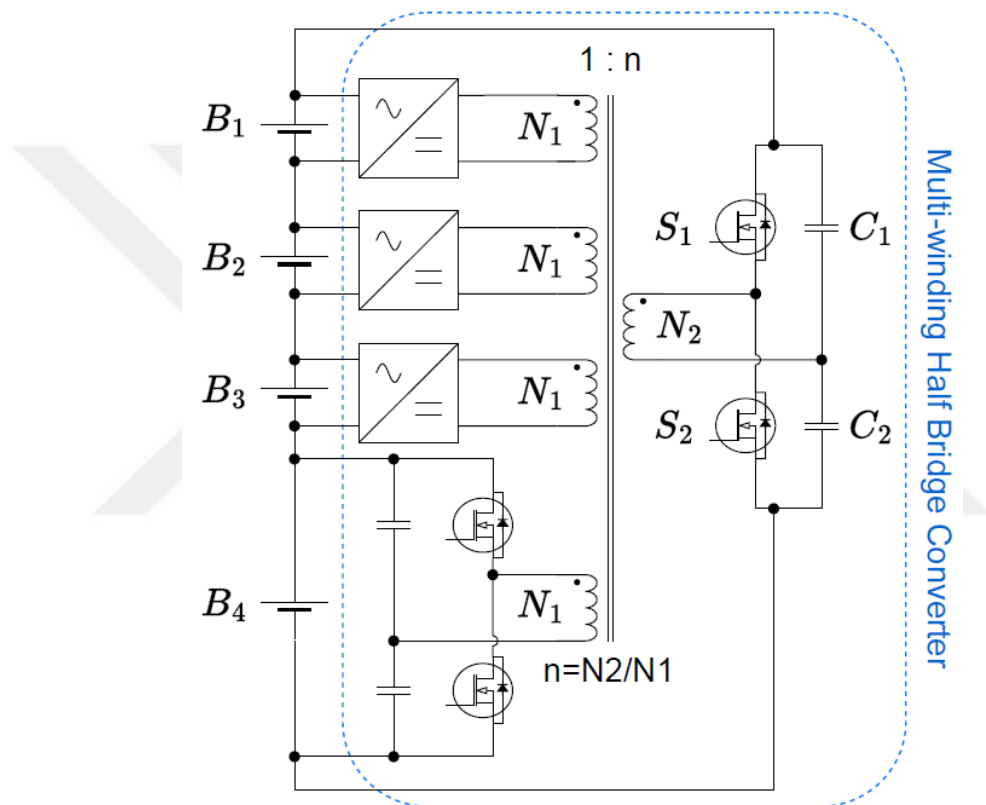 1 : n
B₁
N₁
B₂
N₁
S₁
C₁
N₂
B₃
N₁
S₂
C₂
B₄
N₁
n=N2/N1
Multi-winding Half Bridge Converter